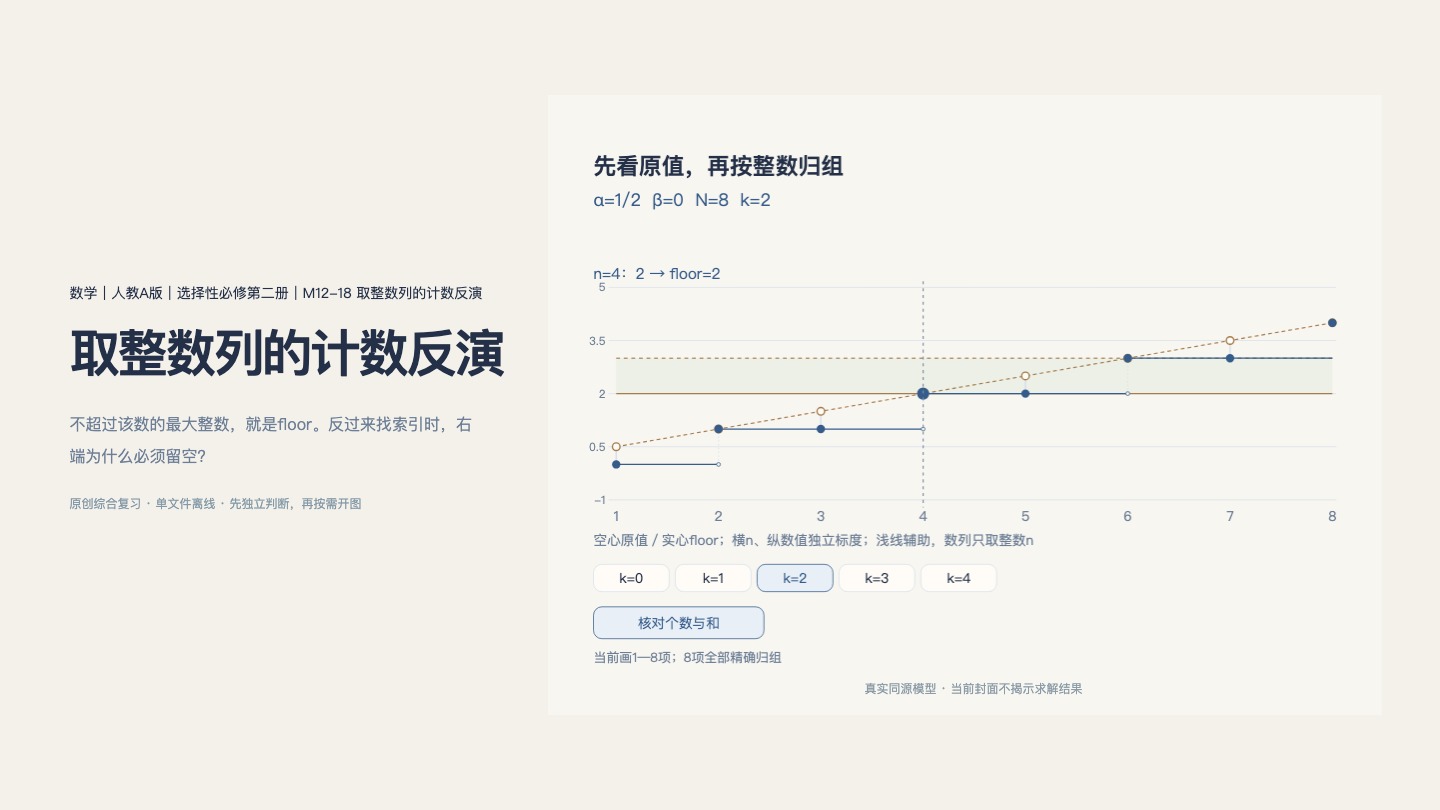 数学｜人教A版｜选择性必修第二册｜M12–18 取整数列的计数反演
取整数列的计数反演
不超过该数的最大整数，就是floor。反过来找索引时，右
端为什么必须留空？
原创综合复习 · 单文件离线 · 先独立判断，再按需开图
先看原值，再按整数归组
α=1/2 β=0 N=8 k=2
n=4：2 → floor=2
5
3.5
2
0.5
−1
1 2 3 4 5 6 7 8
空心原值 / 实心floor；横n、纵数值独立标度；浅线辅助，数列只取整数n
k=0 k=1 k=2 k=3 k=4
核对个数与和
当前画1—8项；8项全部精确归组
真实同源模型 · 当前封面不揭示求解结果